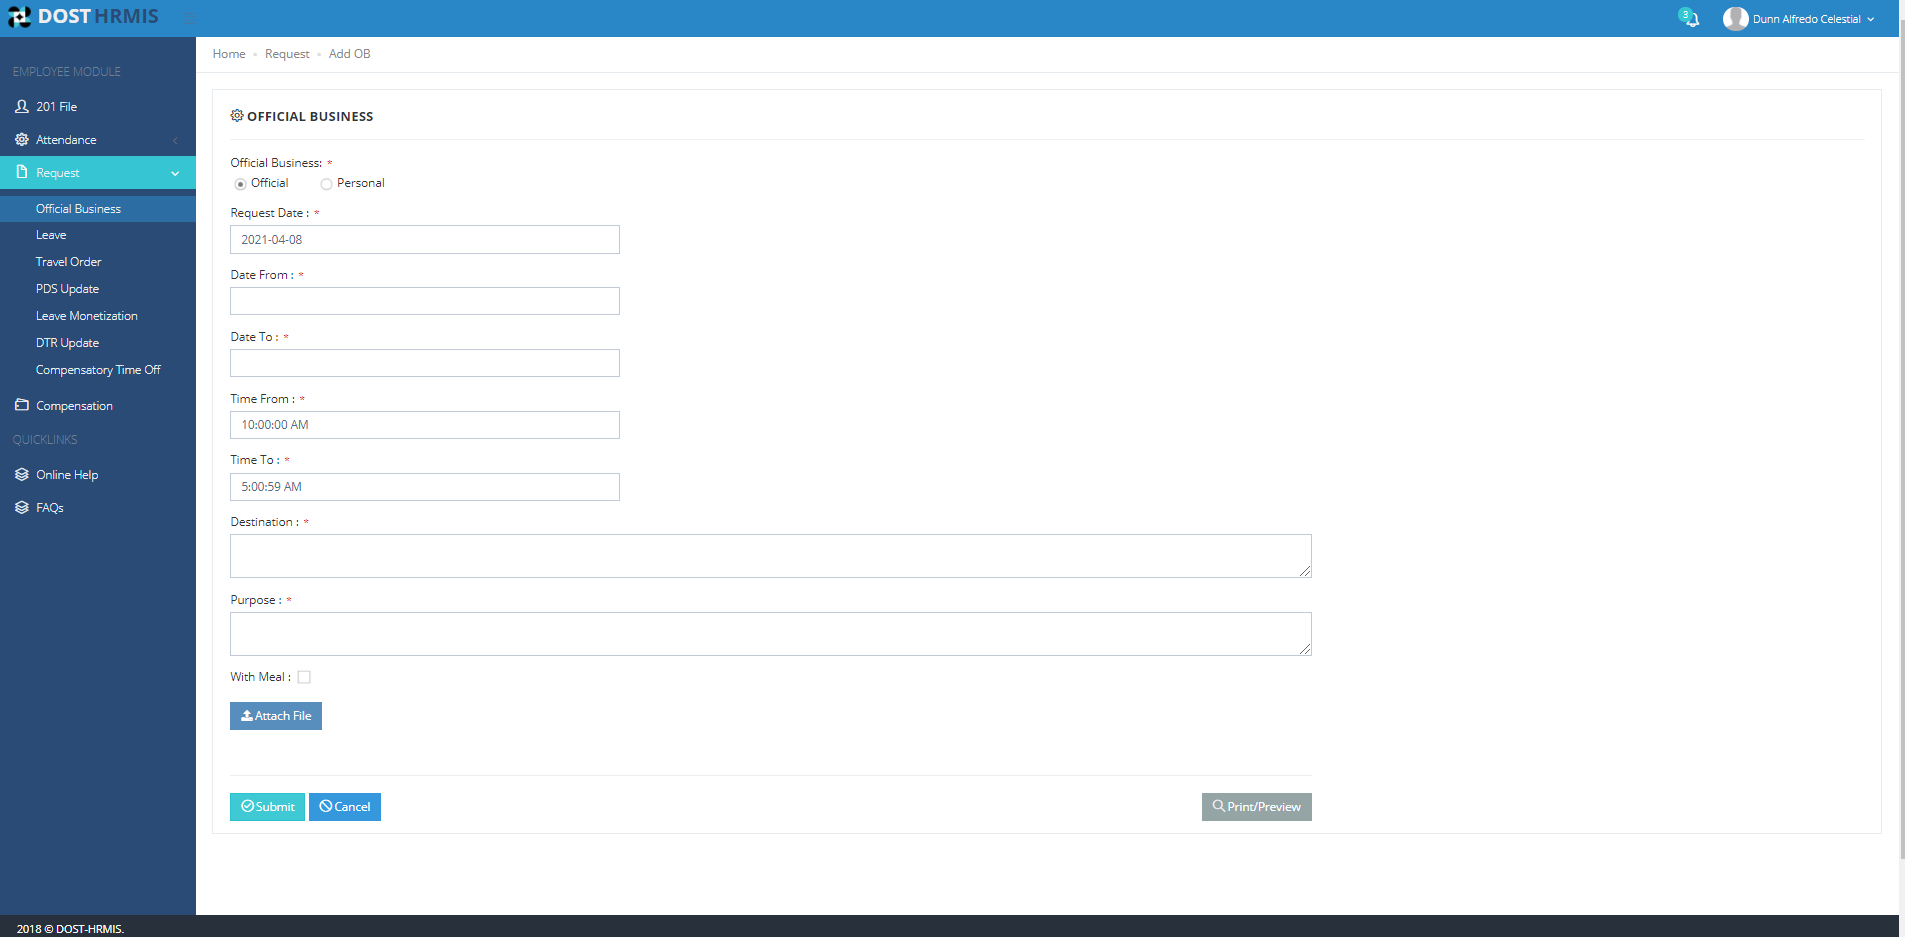 DOST HRMIS
3
Dunn Alfredo Celestial
Home Request Add OB
EMPLOYEE MODULE
201 File
Attendance
Request
Official Business
Leave
Travel Order
PDS Update
Leave Monetization
DTR Update
Compensatory Time Off
Compensation
QUICKLINKS
Online Help
FAQs
OFFICIAL BUSINESS
Official Business: *
Official Personal
Request Date : *
2021-04-08
Date From : *
Date To : *
Time From : *
10:00:00 AM
Time To : *
5:00:59 AM
Destination : *
Purpose : *
With Meal :
Attach File
Submit Cancel Print/Preview
2018 © DOST-HRMIS.